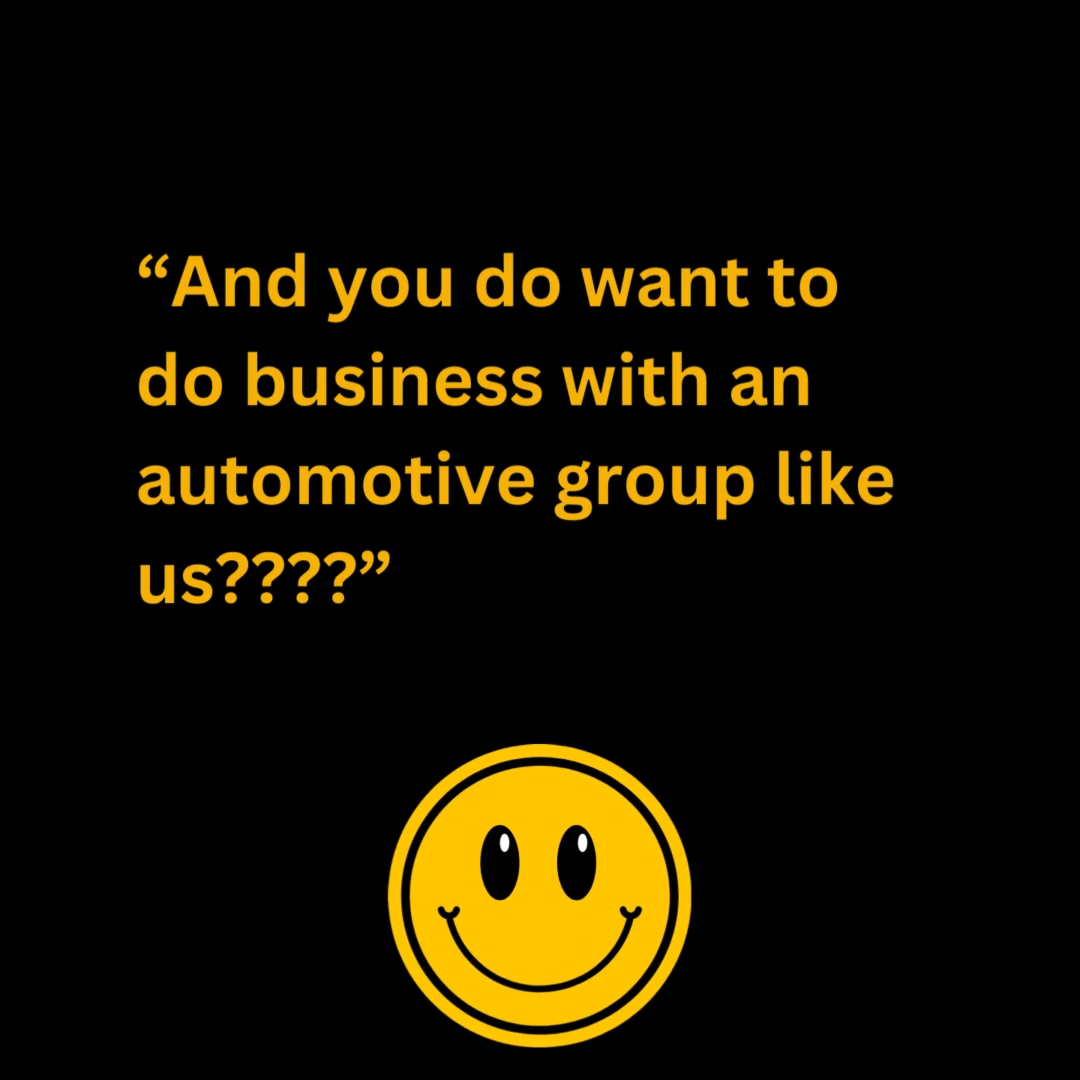 “And you do want to
do business with an
automotive group like
us????”